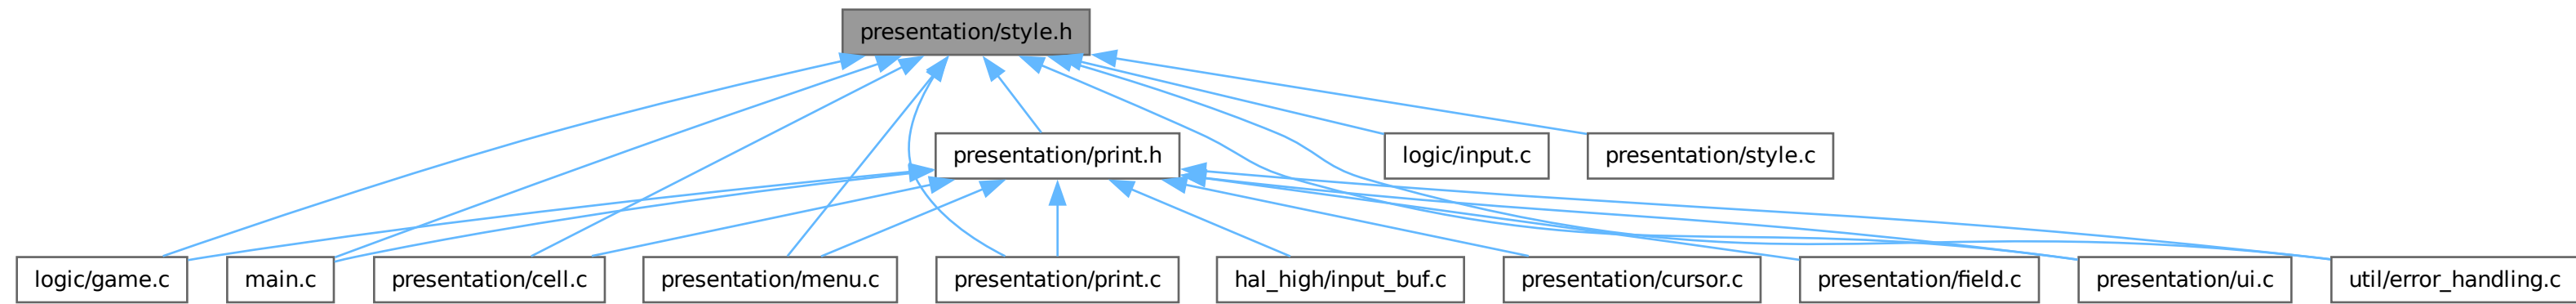 presentation/style.h
presentation/print.h
logic/input.c
presentation/style.c
logic/game.c
main.c
presentation/cell.c
presentation/menu.c
presentation/print.c
hal_high/input_buf.c
presentation/cursor.c
presentation/field.c
presentation/ui.c
util/error_handling.c